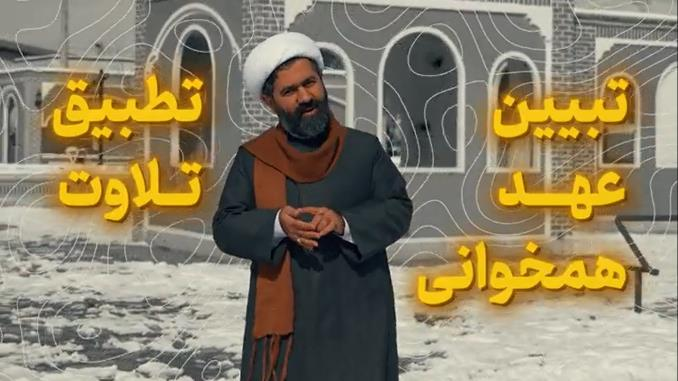 تبیین
عهد
همخوانی
تطبیق
تلاوت